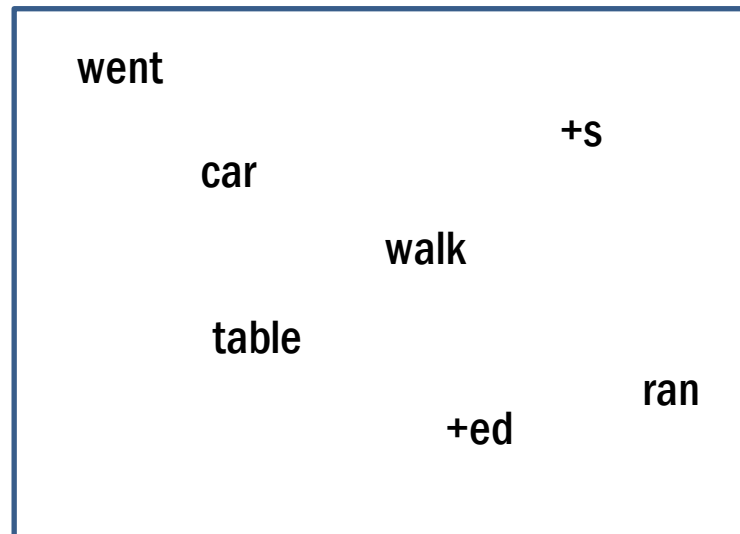 went
+s
car
walk
table
ran
+ed